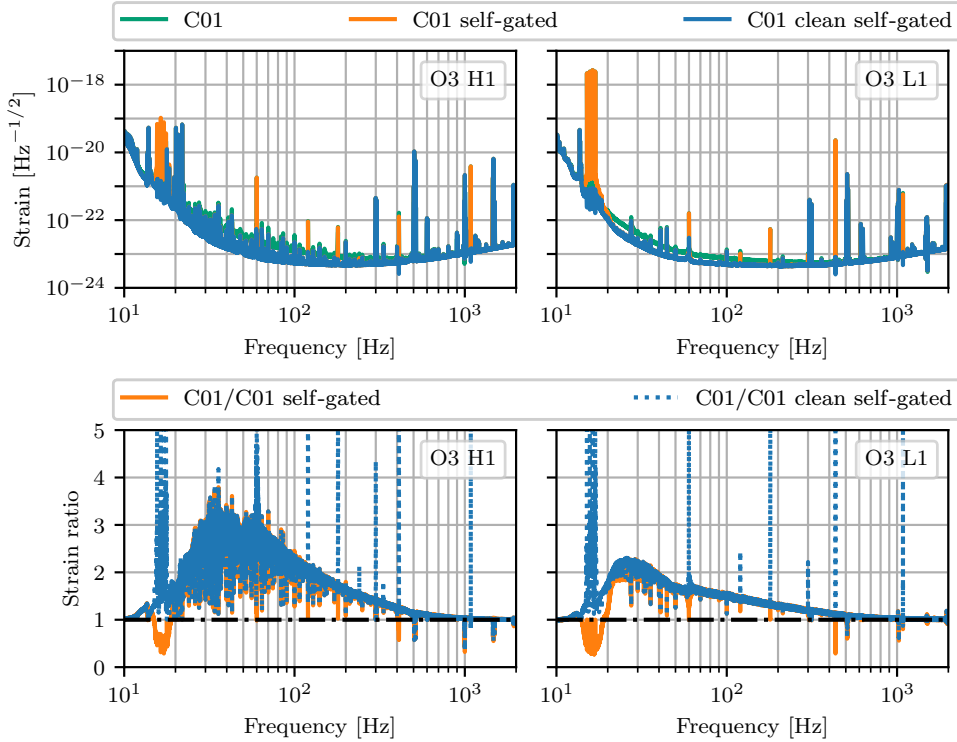 C01 C01 self-gated C01 clean self-gated
Strain [Hz^{-1/2}]
10^{-18}
10^{-20}
10^{-22}
10^{-24}
O3 H1
O3 L1
10^1 10^2 10^3
10^1 10^2 10^3
Frequency [Hz]
Frequency [Hz]
C01/C01 self-gated C01/C01 clean self-gated
Strain ratio
5
4
3
2
1
0
O3 H1
O3 L1
10^1 10^2 10^3
10^1 10^2 10^3
Frequency [Hz]
Frequency [Hz]